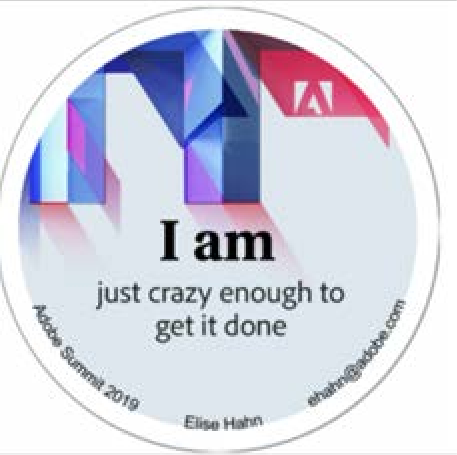 I am
just crazy enough to
get it done
Adobe Summit 2019
Elise Hahn
ehahn@adobe.com